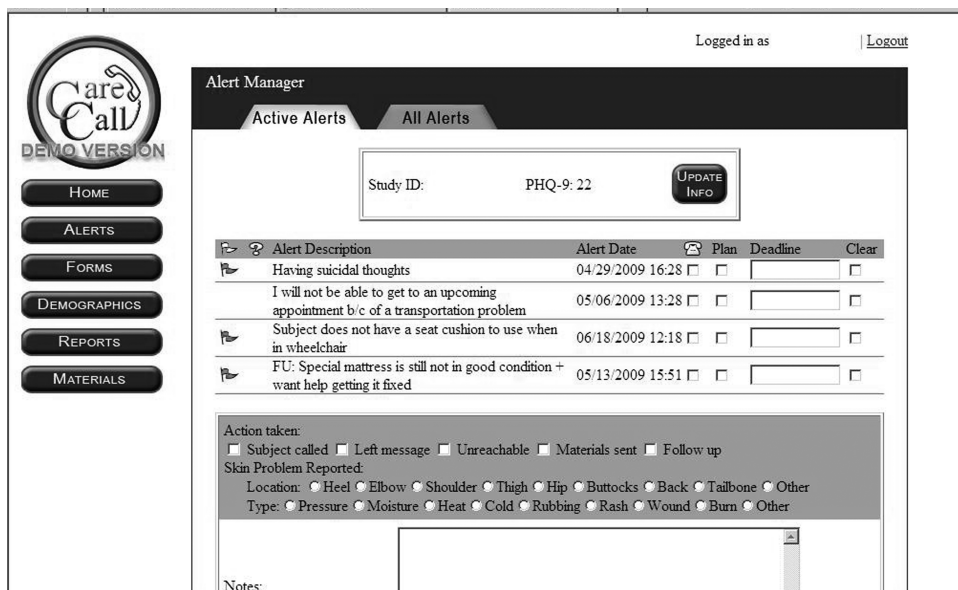 Logged in as | Logout
Care
Call
DEMO VERSION
HOME
ALERTS
FORMS
DEMOGRAPHICS
REPORTS
MATERIALS
Alert Manager
Active Alerts All Alerts
Study ID: PHQ-9: 22
UPDATE
INFO
Alert Description Alert Date Plan Deadline Clear
Having suicidal thoughts 04/29/2009 16:28
I will not be able to get to an upcoming
appointment b/c of a transportation problem 05/06/2009 13:28
Subject does not have a seat cushion to use when
in wheelchair 06/18/2009 12:18
FU: Special mattress is still not in good condition +
want help getting it fixed 05/13/2009 15:51
Action taken:
Subject called Left message Unreachable Materials sent Follow up
Skin Problem Reported:
Location: Heel Elbow Shoulder Thigh Hip Buttocks Back Tailbone Other
Type: Pressure Moisture Heat Cold Rubbing Rash Wound Burn Other
Notes: